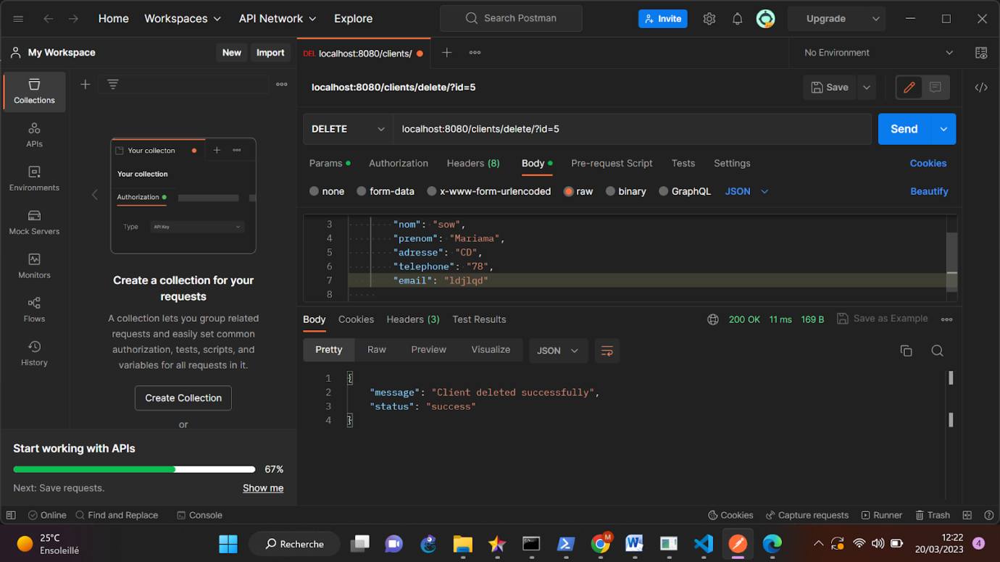 Home Workspaces API Network Explore Search Postman Invite Upgrade
My Workspace New Import DEL localhost:8080/clients/ No Environment
Collections
APIs
Environments
Mock Servers
Monitors
Flows
History
Your collecton
Your collection
Authorization
Type API Key
Create a collection for your
requests
A collection lets you group related
requests and easily set common
authorization, tests, scripts, and
variables for all requests in it.
Create Collection
or
Start working with APIs
67%
Next: Save requests. Show me
localhost:8080/clients/delete/?id=5 Save
DELETE localhost:8080/clients/delete/?id=5 Send
Params Authorization Headers (8) Body Pre-request Script Tests Settings Cookies
none form-data x-www-form-urlencoded raw binary GraphQL JSON Beautify
3 "nom": "sow",
4 "prenom": "Mariama",
5 "adresse": "CD",
6 "telephone": "78",
7 "email": "ldjlqd"
8
Body Cookies Headers (3) Test Results 200 OK 11 ms 169 B Save as Example
Pretty Raw Preview Visualize JSON
1 {
2 "message": "Client deleted successfully",
3 "status": "success"
4 }
Online Find and Replace Console Cookies Capture requests Runner Trash
25°C
Ensoleillé
Recherche
M
W
12:22
20/03/2023
4